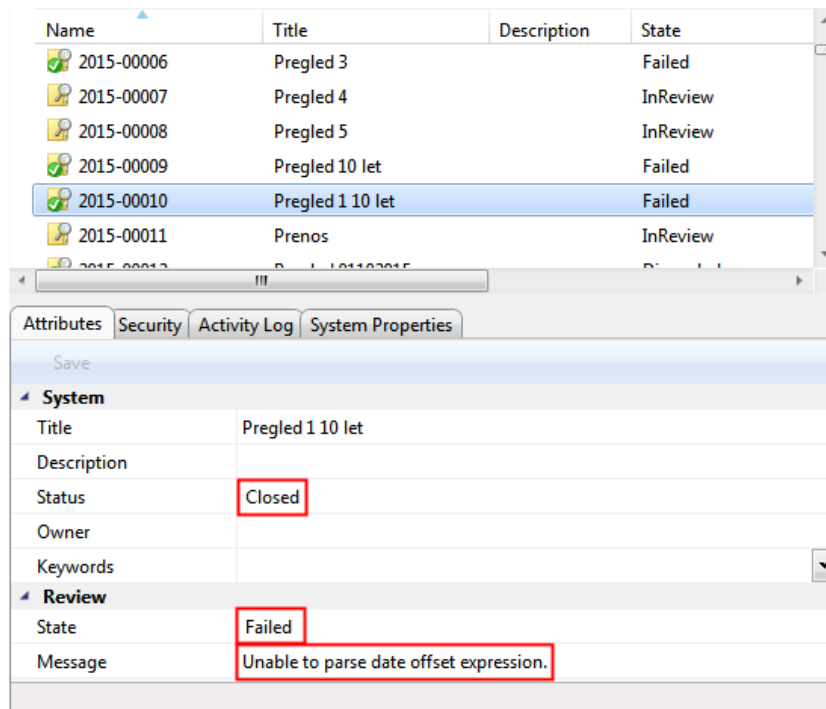 Name Title Description State
2015-00006 Pregled 3 Failed
2015-00007 Pregled 4 InReview
2015-00008 Pregled 5 InReview
2015-00009 Pregled 10 let Failed
2015-00010 Pregled 1 10 let Failed
2015-00011 Prenos InReview
Attributes Security Activity Log System Properties
Save
System
Title Pregled 1 10 let
Description
Status Closed
Owner
Keywords
Review
State Failed
Message Unable to parse date offset expression.